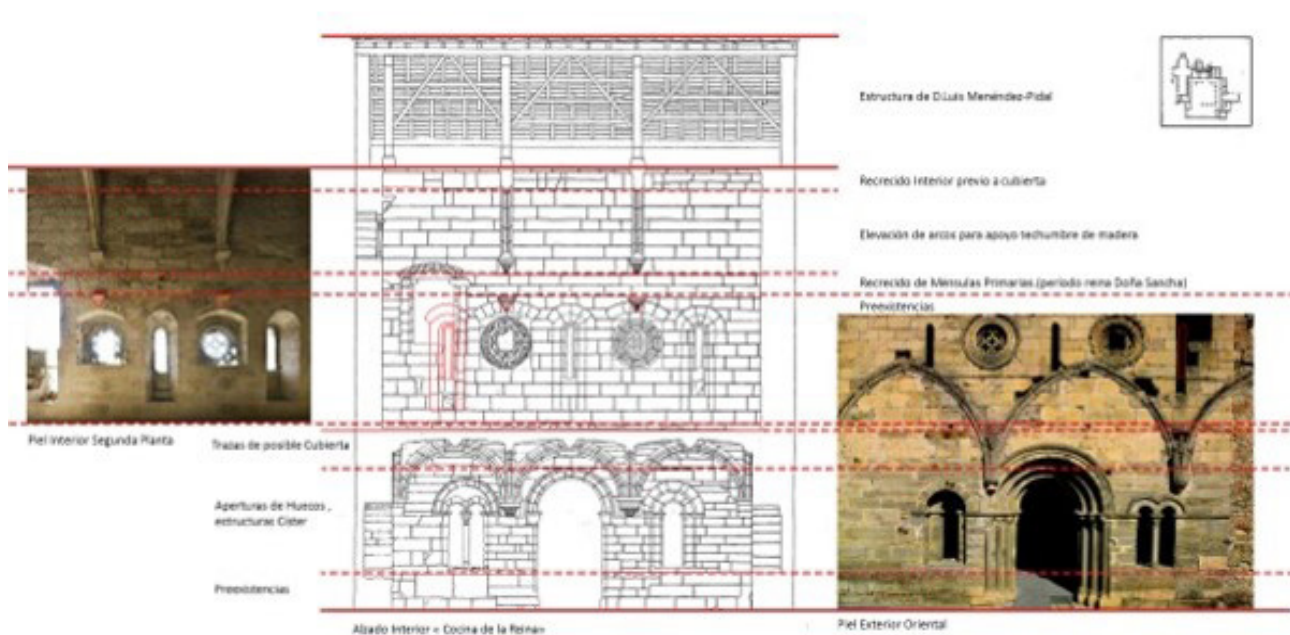 Estructura de D.Luis Menéndez-Pidal
Recrecido Interior previo a cubierta
Elevación de arcos para apoyo techumbre de madera
Recrecido de Ménsulas Primarias (periodo reina Doña Sancha)
Preexistencias
Piel Interior Segunda Planta
Trazas de posible Cubierta
Aperturas de Huecos ,
estructuras Císter
Preexistencias
Alzado Interior « Cocina de la Reina»
Piel Exterior Oriental